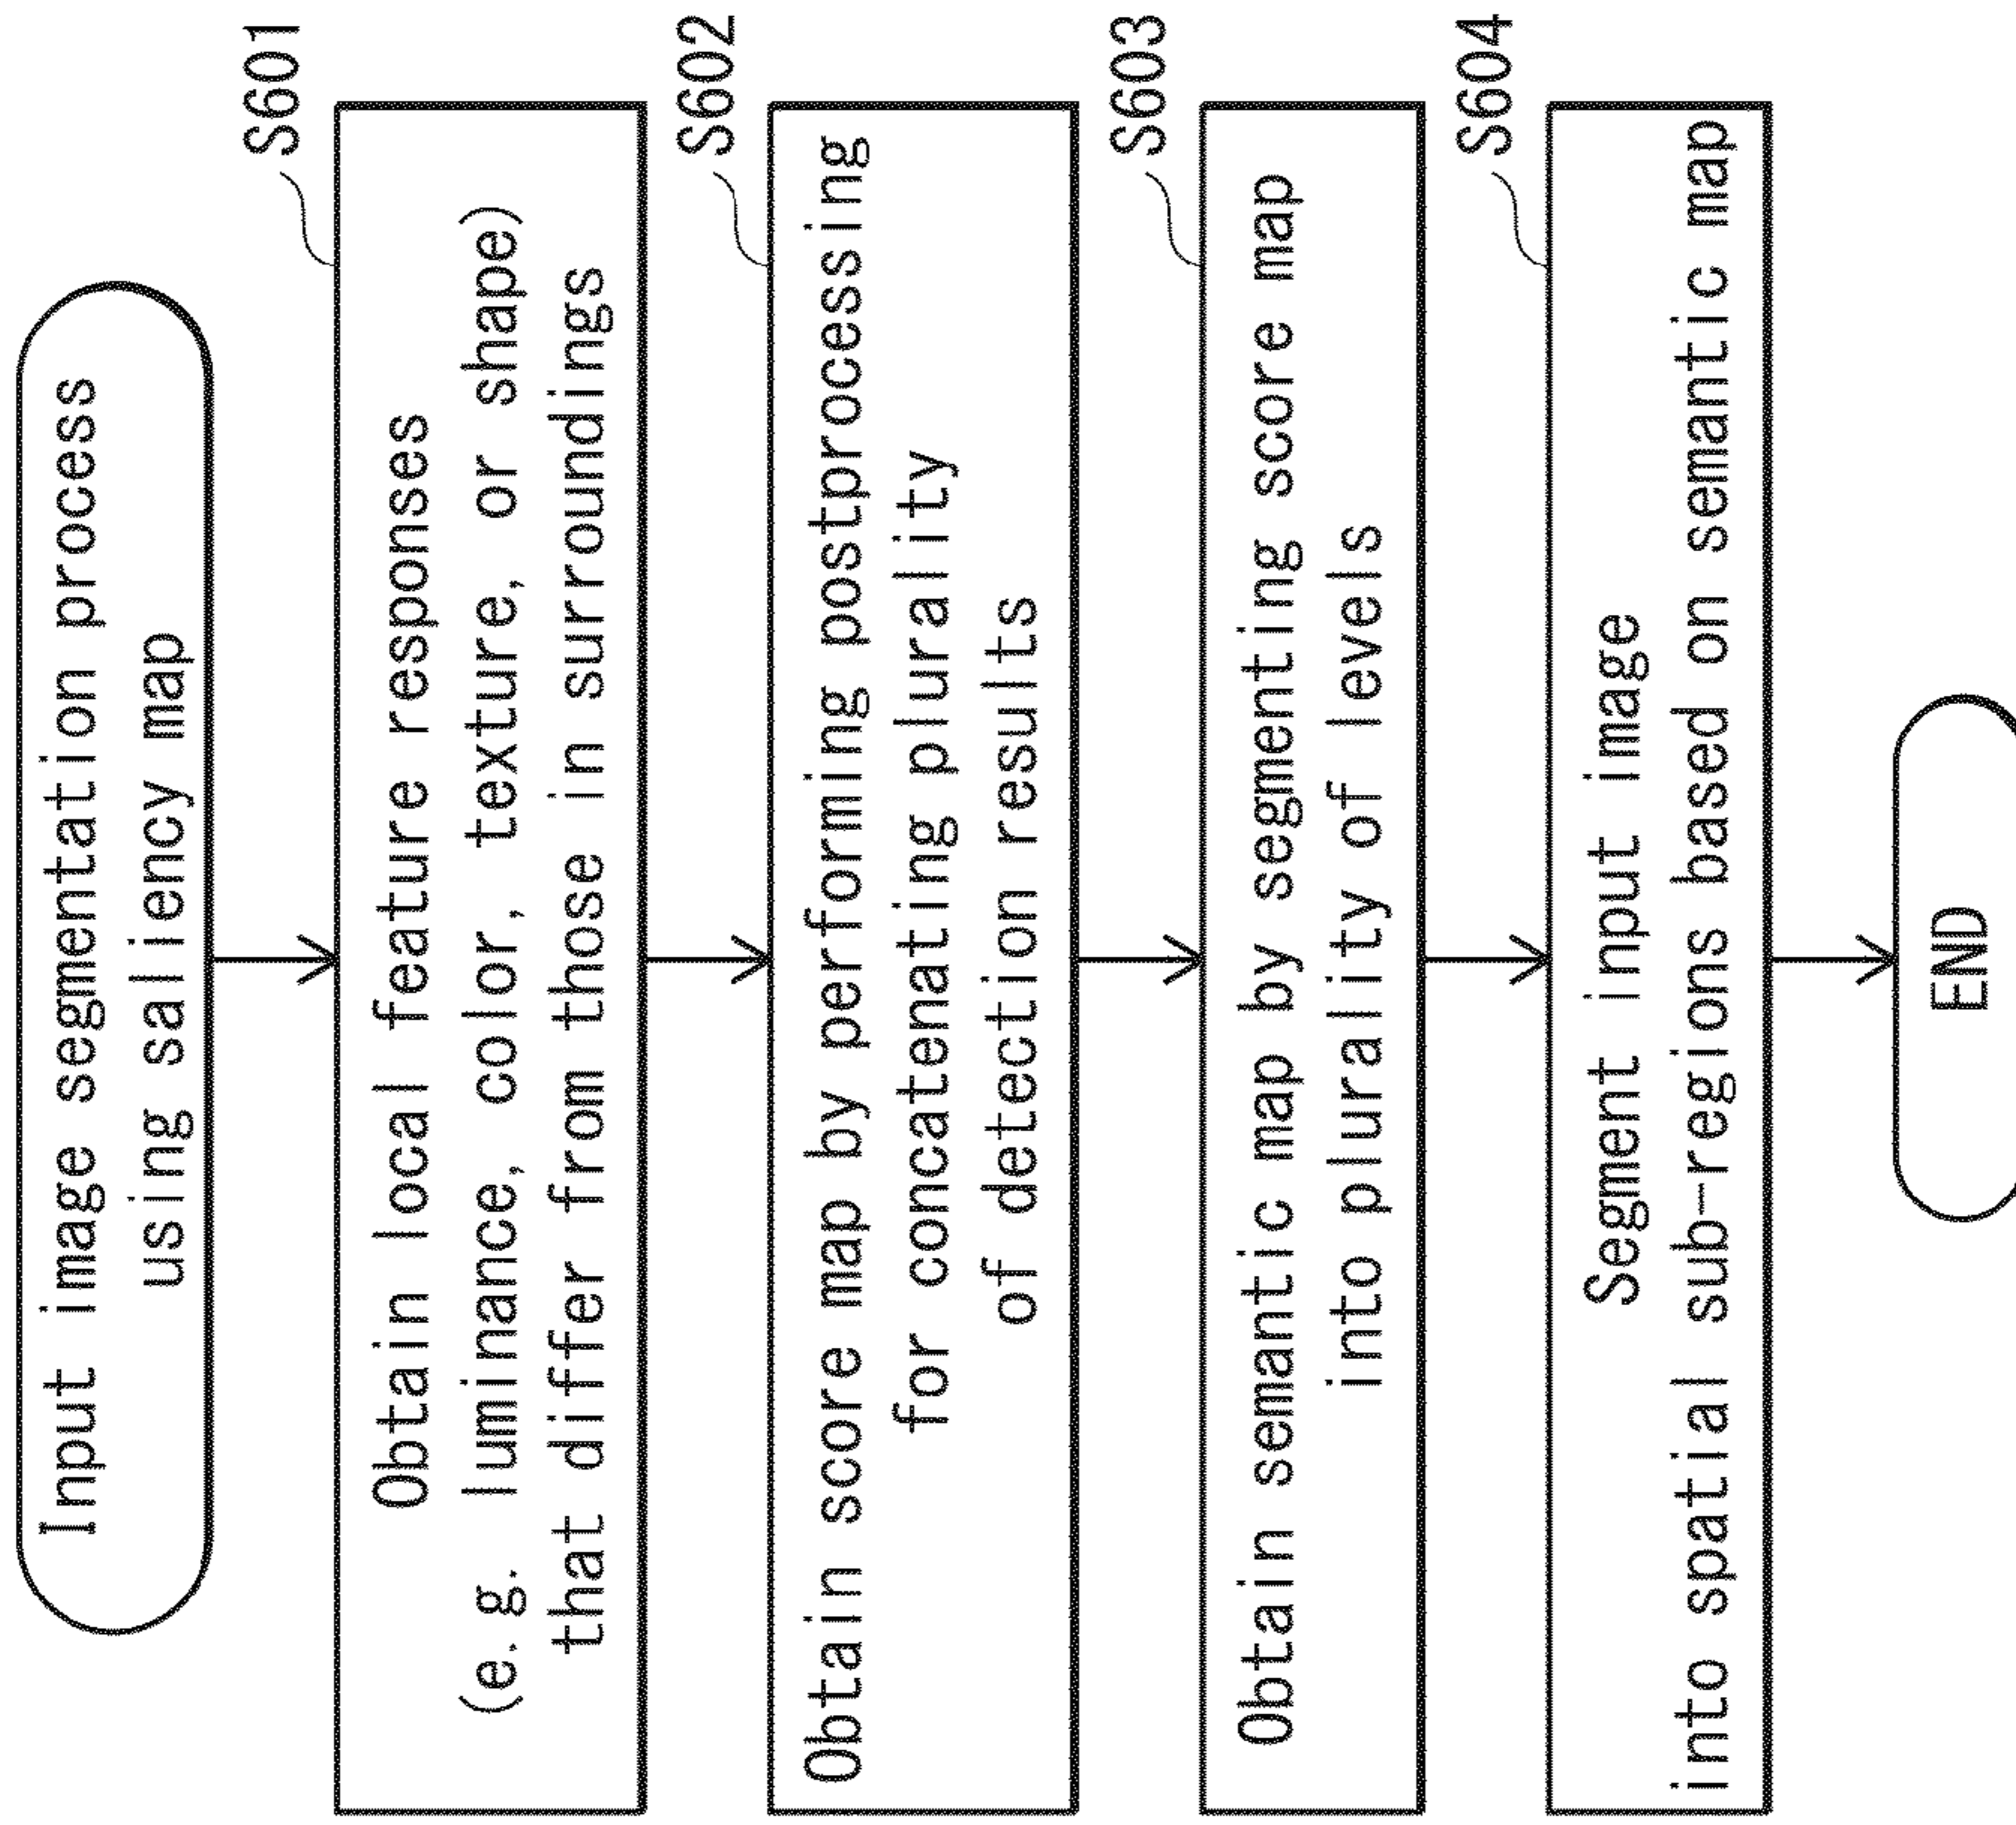 Input image segmentation process
using saliency map
S601
Obtain local feature responses
(e.g. luminance, color, texture, or shape)
that differ from those in surroundings
S602
Obtain score map by performing postprocessing
for concatenating plurality
of detection results
S603
Obtain semantic map by segmenting score map
into plurality of levels
S604
Segment input image
into spatial sub-regions based on semantic map
END